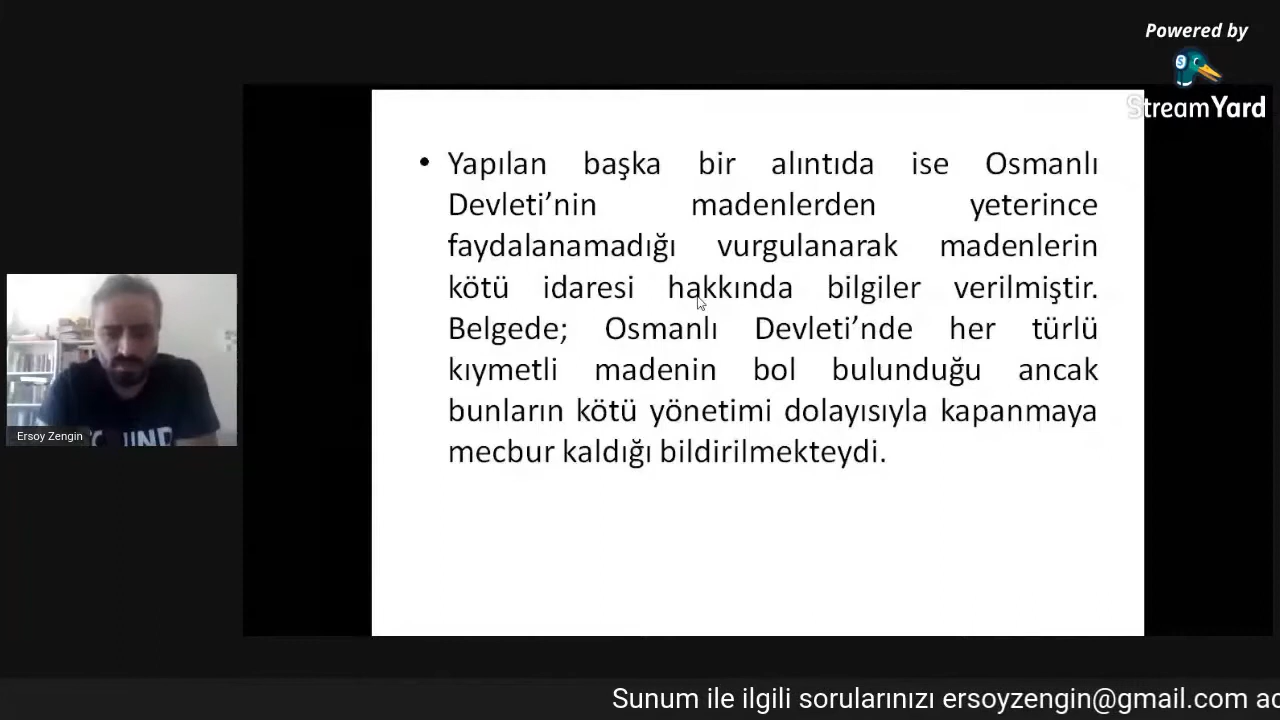 Powered by
StreamYard
• Yapılan başka bir alıntıda ise Osmanlı
Devleti’nin madenlerden yeterince
faydalanamadığı vurgulanarak madenlerin
kötü idaresi hakkında bilgiler verilmiştir.
Belgede; Osmanlı Devleti’nde her türlü
kıymetli madenin bol bulunduğu ancak
bunların kötü yönetimi dolayısıyla kapanmaya
mecbur kaldığı bildirilmekteydi.
Ersoy Zengin
Sunum ile ilgili sorularınızı ersoyzengin@gmail.com